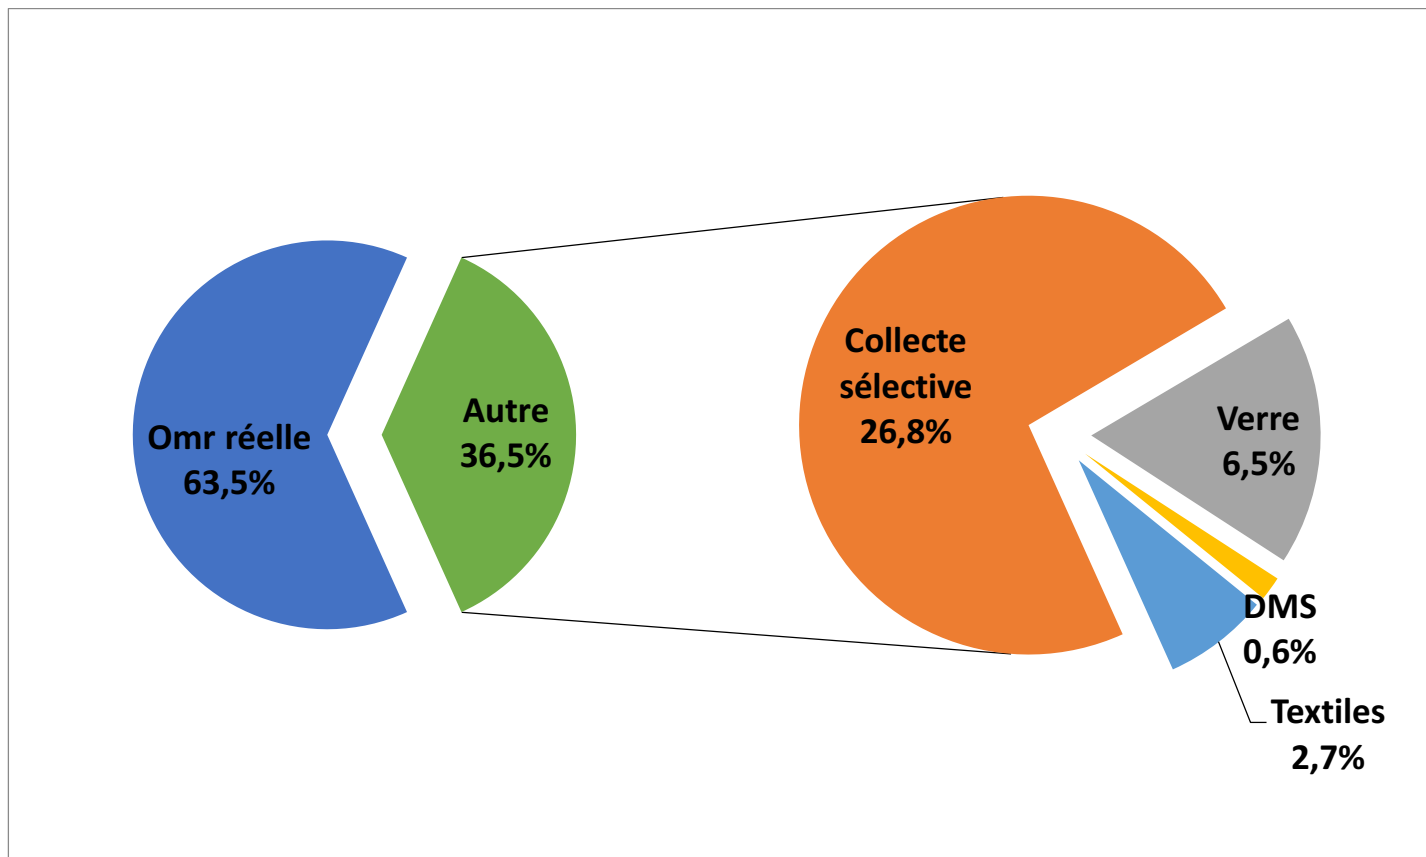 Omr réelle
63,5%
Autre
36,5%
Collecte
sélective
26,8%
Verre
6,5%
DMS
0,6%
Textiles
2,7%